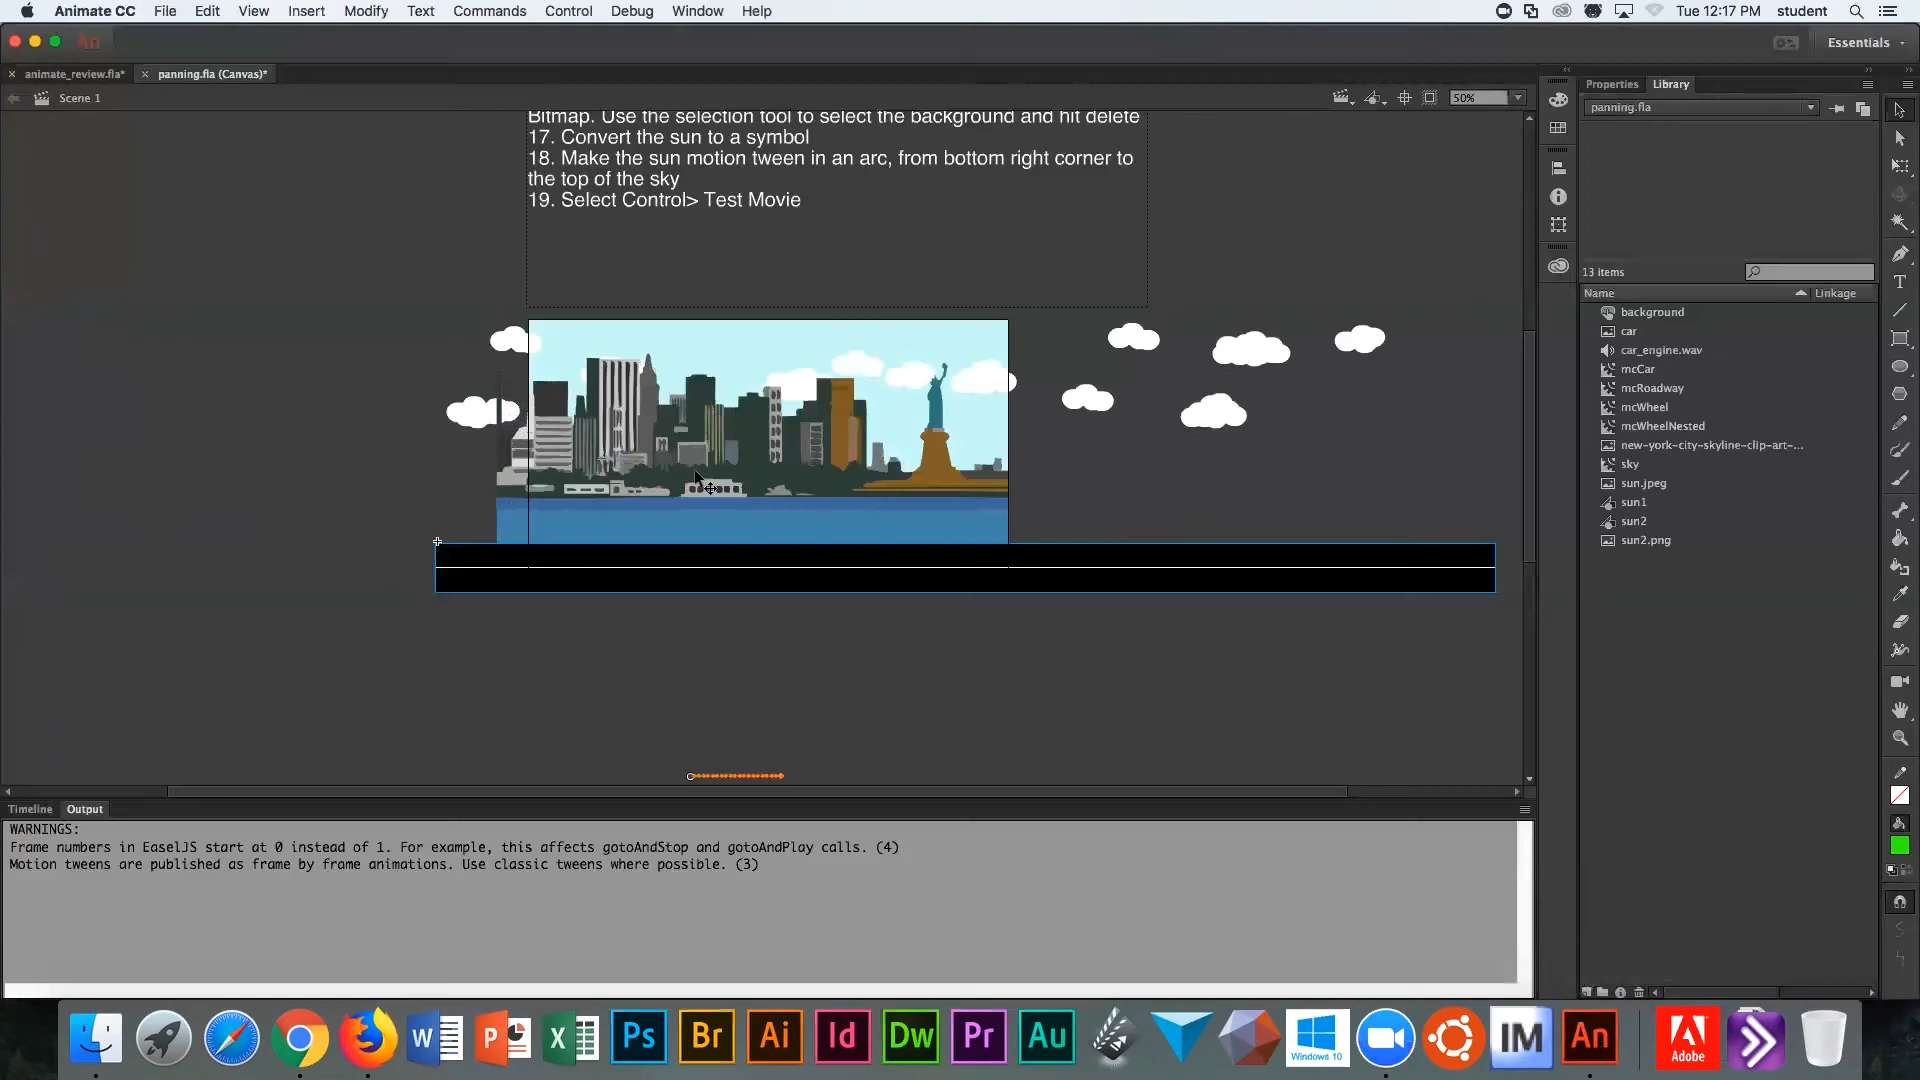 Animate CC File Edit View Insert Modify Text Commands Control Debug Window Help Tue 12:17 PM student
An Essentials
animate_review.fla* panning.fla (Canvas)*
Properties Library
Scene 1 50%
panning.fla
Bitmap. Use the selection tool to select the background and hit delete
17. Convert the sun to a symbol
18. Make the sun motion tween in an arc, from bottom right corner to
the top of the sky
19. Select Control> Test Movie
13 items
Name Linkage
background
car
car_engine.wav
mcCar
mcRoadway
mcWheel
mcWheelNested
new-york-city-skyline-clip-art-...
sky
sun.jpeg
sun1
sun2
sun2.png
Timeline Output
WARNINGS:
Frame numbers in EaselJS start at 0 instead of 1. For example, this affects gotoAndStop and gotoAndPlay calls. (4)
Motion tweens are published as frame by frame animations. Use classic tweens where possible. (3)
W P X Ps Br Ai Id Dw Pr Au Windows 10 IM An Adobe